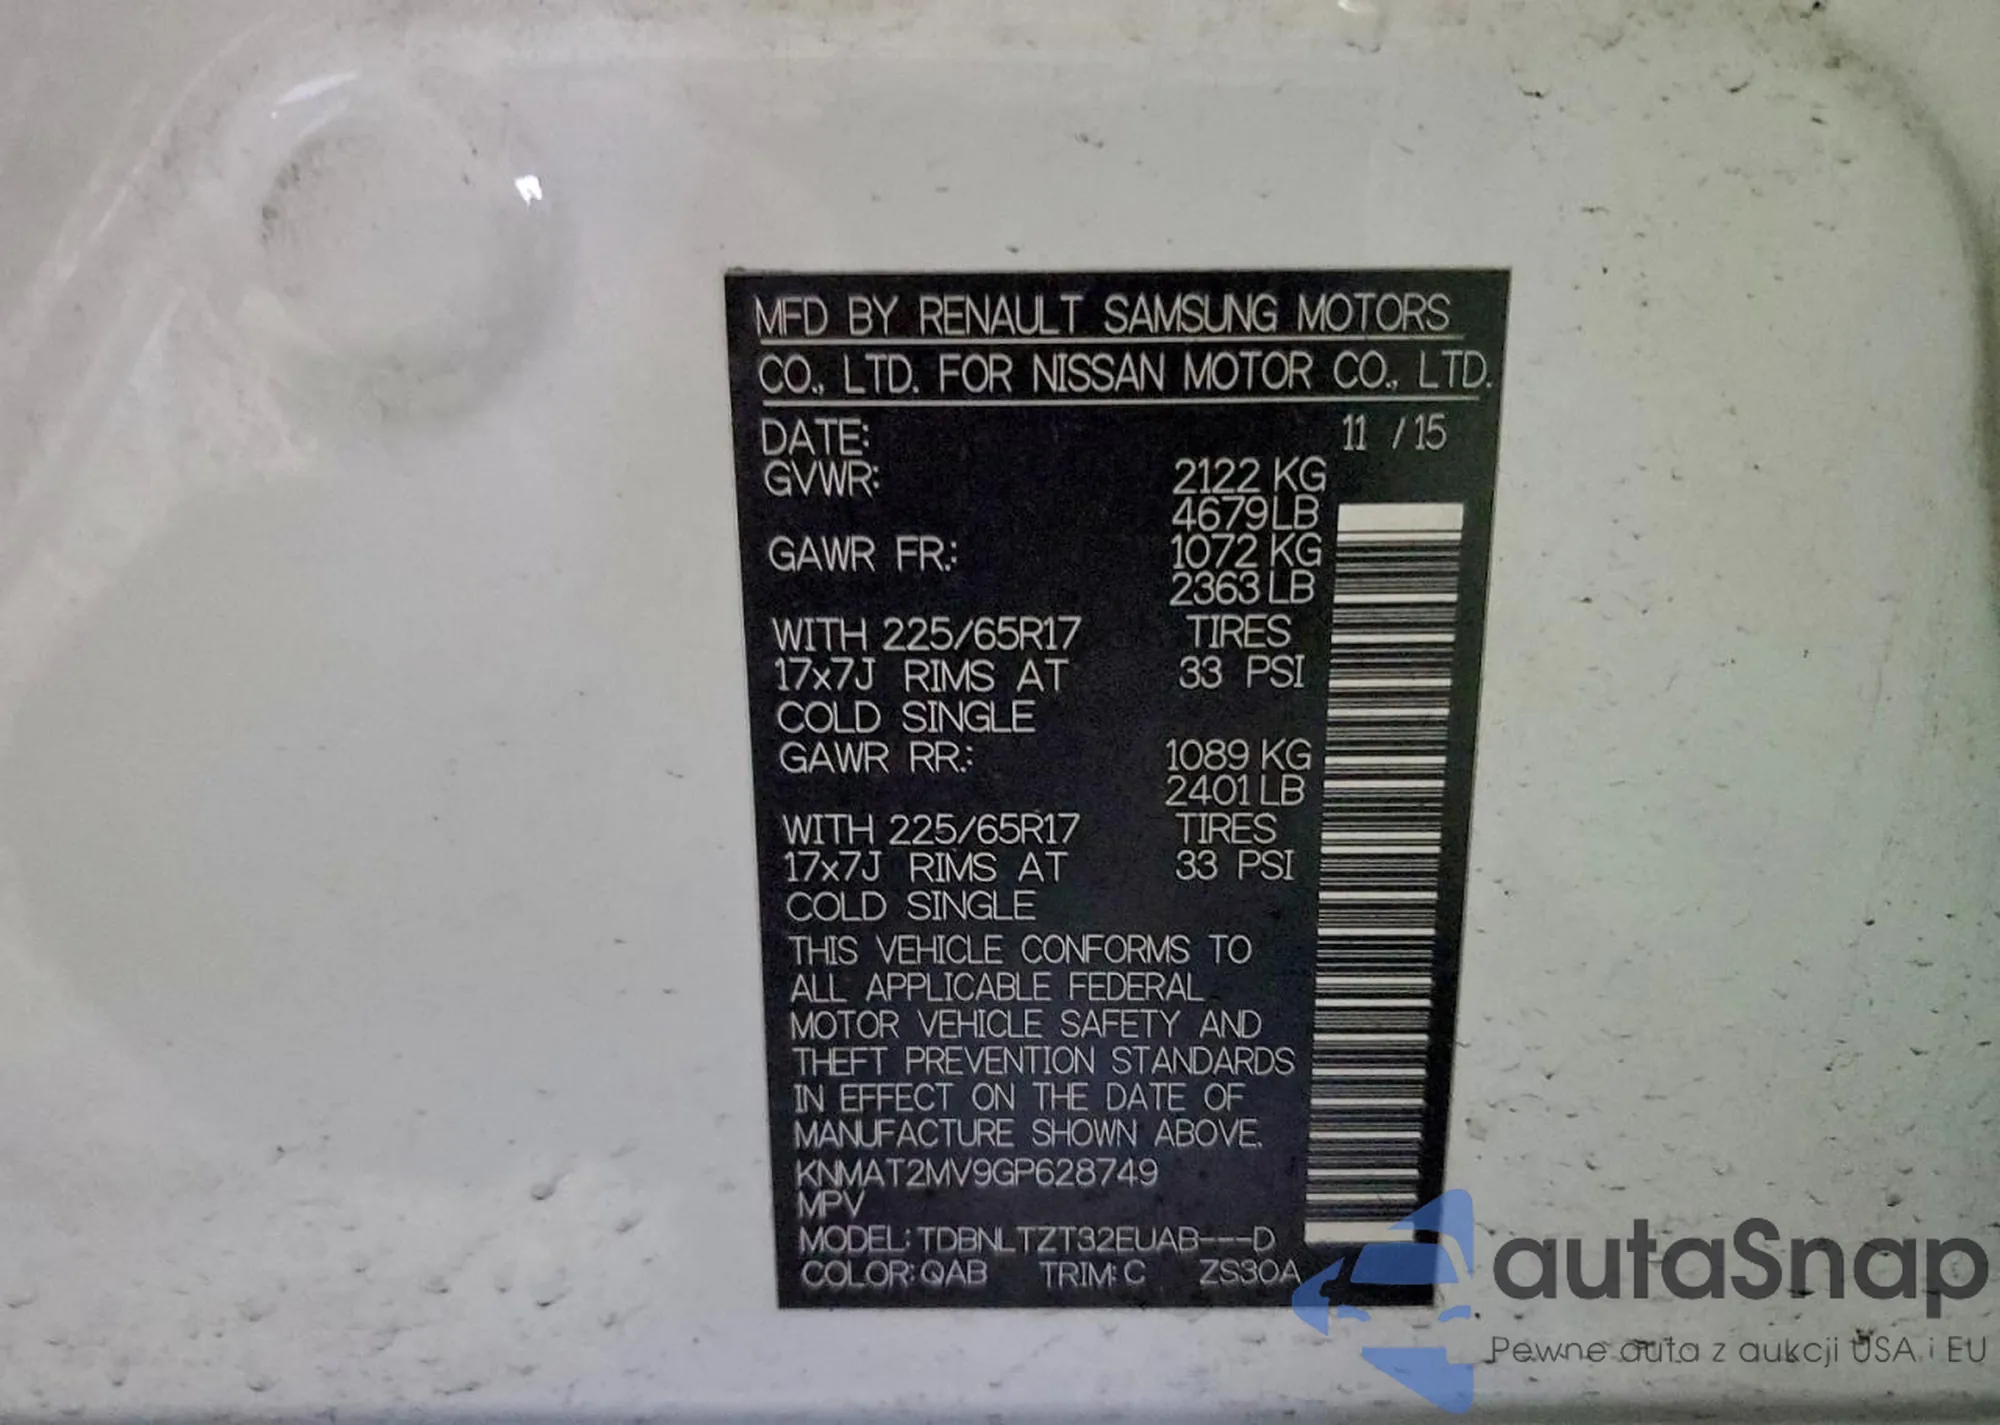 MFD BY RENAULT SAMSUNG MOTORS
CO., LTD. FOR NISSAN MOTOR CO., LTD.
DATE: 11 /15
GVWR: 2122 KG
4679 LB
GAWR FR.: 1072 KG
2363 LB
WITH 225/65R17 TIRES
17x7J RIMS AT 33 PSI
COLD SINGLE
GAWR RR.: 1089 KG
2401 LB
WITH 225/65R17 TIRES
17x7J RIMS AT 33 PSI
COLD SINGLE
THIS VEHICLE CONFORMS TO
ALL APPLICABLE FEDERAL
MOTOR VEHICLE SAFETY AND
THEFT PREVENTION STANDARDS
IN EFFECT ON THE DATE OF
MANUFACTURE SHOWN ABOVE.
KNMAT2MV9GP628749
MPV
MODEL: TDBNLTZT32EUAB---D
COLOR: QAB TRIM: C ZS30A
autaSnap
Pewne auta z aukcji USA i EU